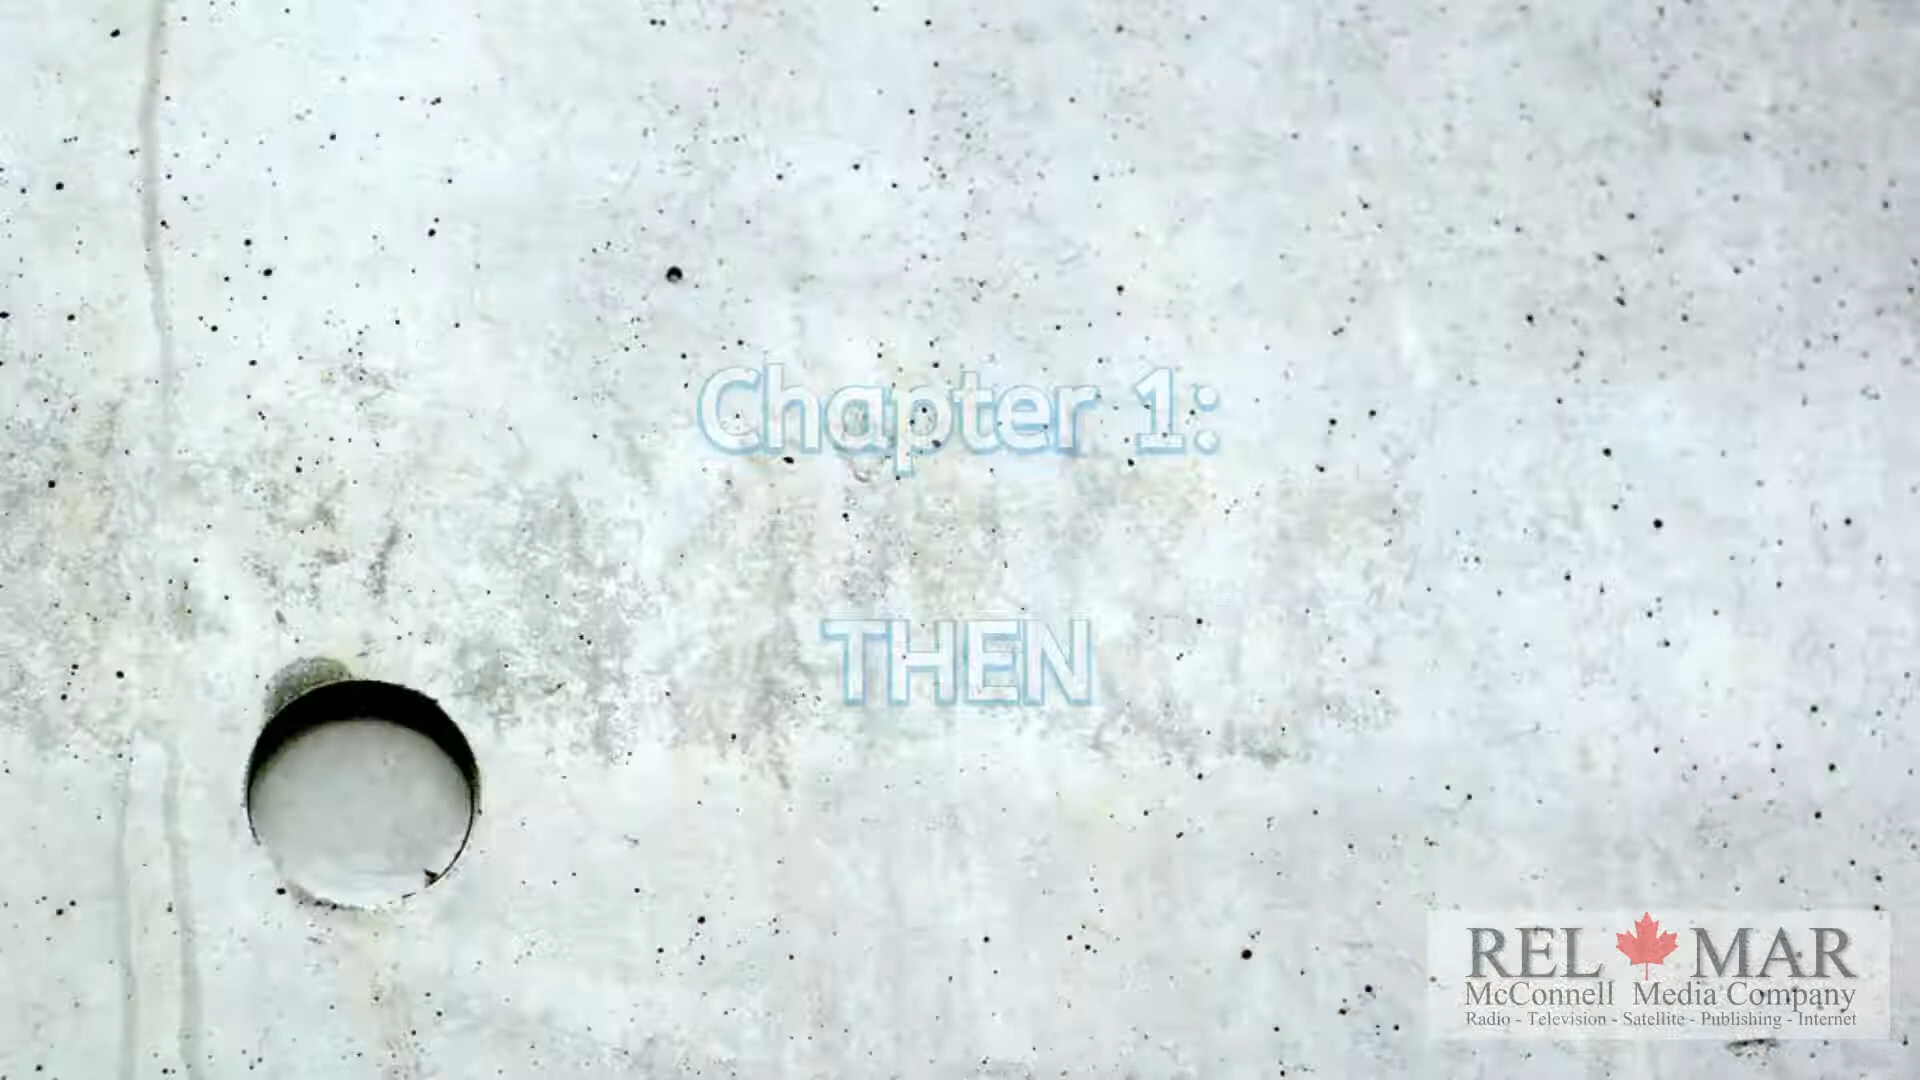 Chapter 1:
THEN
REL MAR
McConnell Media Company
Radio - Television - Satellite - Publishing - Internet